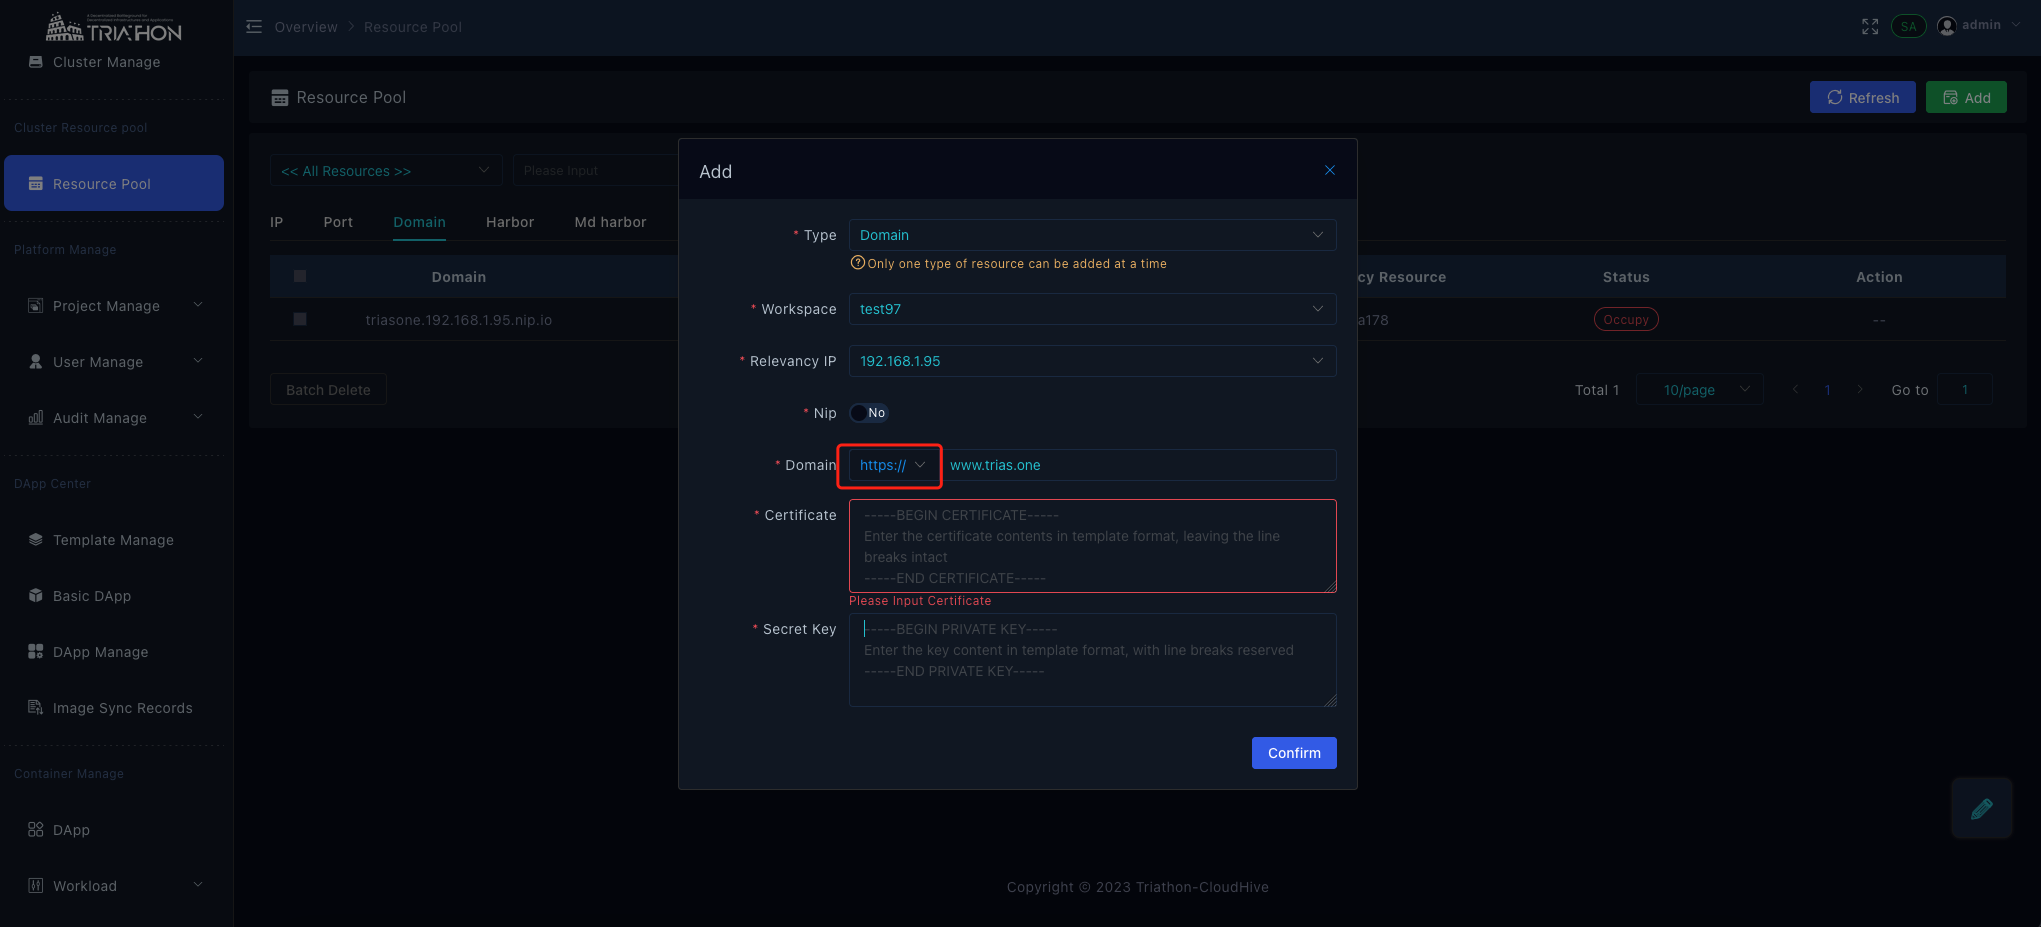 TRIATHON
Overview > Resource Pool
SA
admin
Cluster Manage
Cluster Resource pool
Resource Pool
Platform Manage
Project Manage
User Manage
Audit Manage
DApp Center
Template Manage
Basic DApp
DApp Manage
Image Sync Records
Container Manage
DApp
Workload
Resource Pool
Refresh
Add
<< All Resources >>
Please Input
IP Port Domain Harbor Md harbor
Domain
cy Resource Status Action
triasone.192.168.1.95.nip.io
a178 Occupy --
Batch Delete
Total 1 10/page < 1 > Go to 1
Add
* Type Domain
Only one type of resource can be added at a time
* Workspace test97
* Relevancy IP 192.168.1.95
* Nip No
* Domain https:// www.trias.one
* Certificate -----BEGIN CERTIFICATE-----
Enter the certificate contents in template format, leaving the line
breaks intact
-----END CERTIFICATE-----
Please Input Certificate
* Secret Key -----BEGIN PRIVATE KEY-----
Enter the key content in template format, with line breaks reserved
-----END PRIVATE KEY-----
Confirm
Copyright © 2023 Triathon-CloudHive